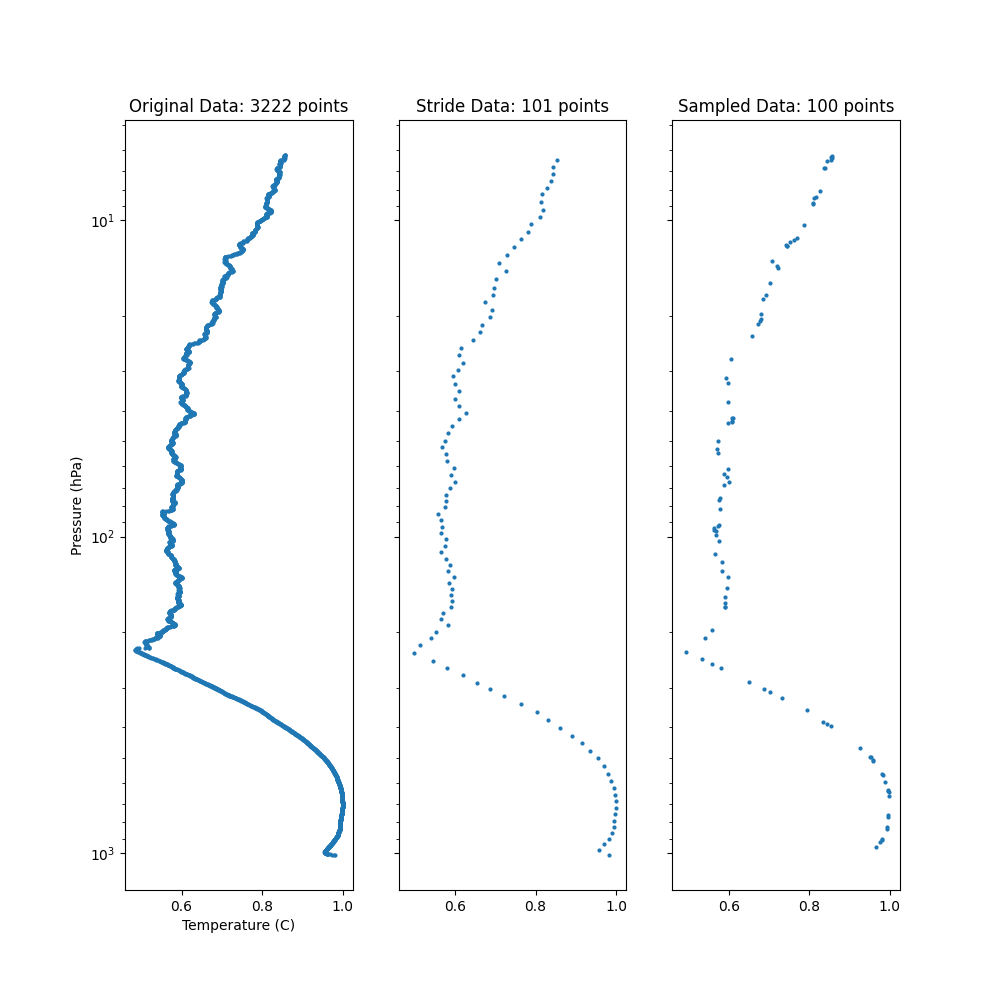 Original Data: 3222 points
Stride Data: 101 points
Sampled Data: 100 points
Pressure (hPa)
10¹
10²
10³
0.6 0.8 1.0
0.6 0.8 1.0
0.6 0.8 1.0
Temperature (C)